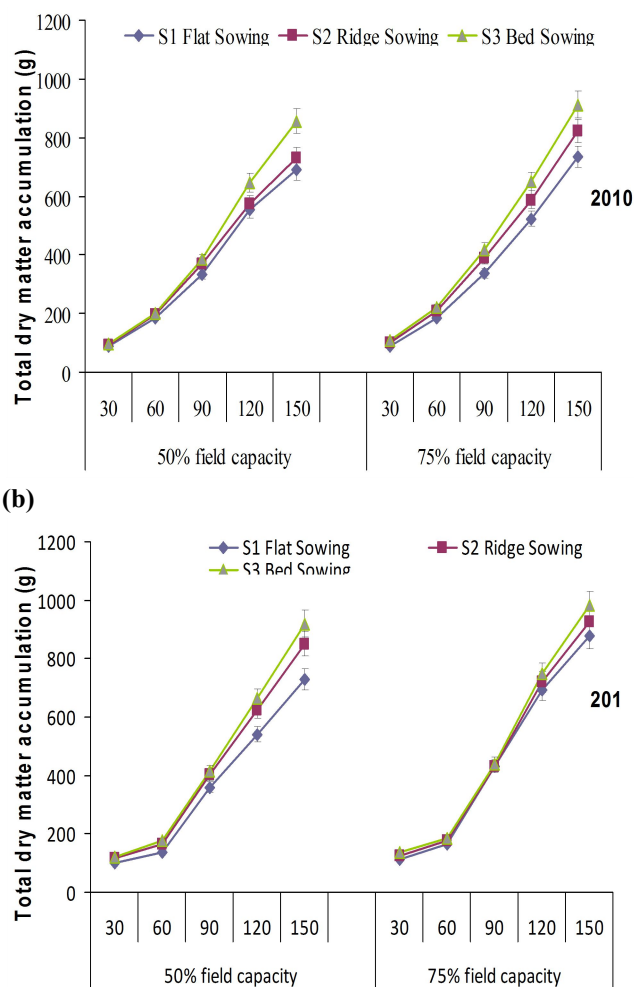 1200
S1 Flat Sowing S2 Ridge Sowing S3 Bed Sowing
1000
800
600
400
200
0
Total dry matter accumulation (g)
2010
30 60 90 120 150 30 60 90 120 150
50% field capacity 75% field capacity
(b)
1200
S1 Flat Sowing S2 Ridge Sowing
S3 Bed Sowing
1000
800
600
400
200
0
Total dry matter accumulation (g)
201
30 60 90 120 150 30 60 90 120 150
50% field capacity 75% field capacity